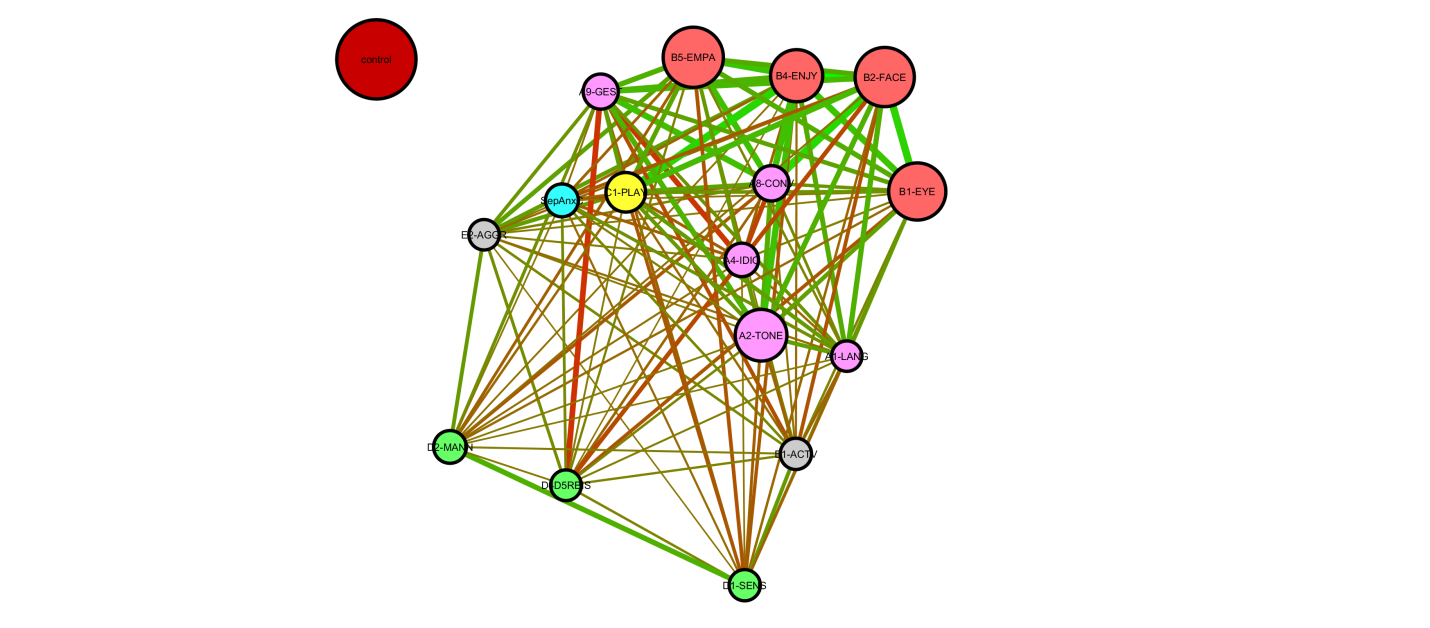 control
B5-EMPA
B4-ENJY
B2-FACE
A9-GEST
A8-CONV
C1-PLAY
B1-EYE
SepAnx
E2-AGGR
A4-IDIO
A2-TONE
A1-LANG
D2-MANN
E1-ACTV
D1-SENS